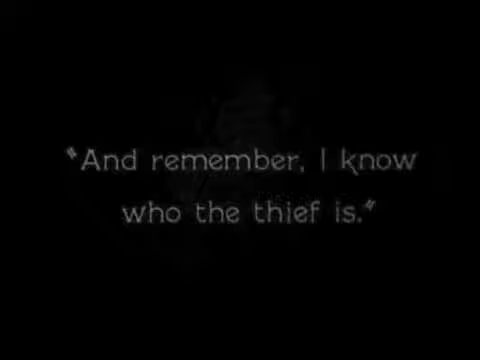 "And remember, I know
who the thief is."